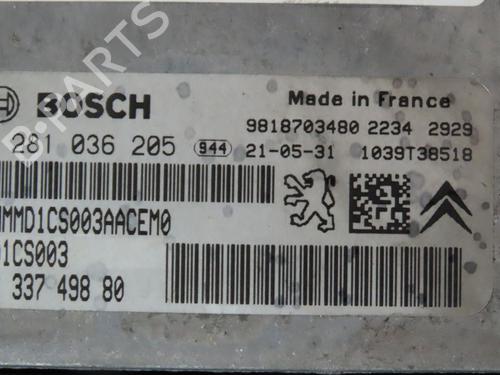 BOSCH
Made in France
281 036 205 944
9818703480 2234 2929
21-05-31 1039T38518
MMD1CS003AACEM0
1CS003
337 498 80
B-PARTS